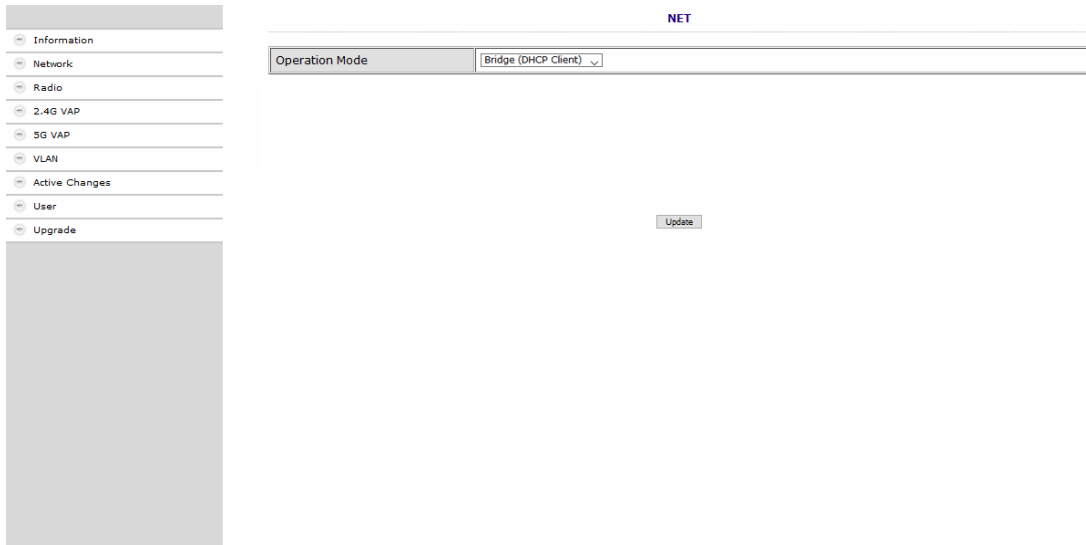 NET
Information
Network
Radio
2.4G VAP
5G VAP
VLAN
Active Changes
User
Upgrade
Operation Mode
Bridge (DHCP Client)
Update